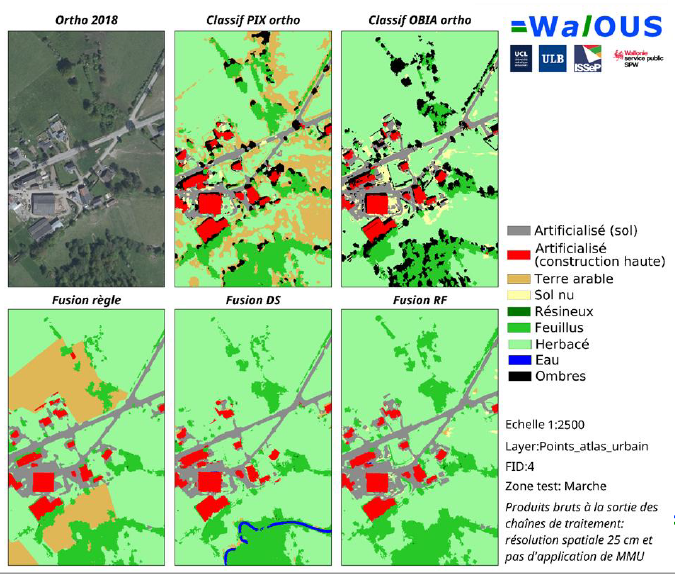 Ortho 2018
Classif PIX ortho
Classif OBIA ortho
WalOUS
UCL
ULB
ISSeP
Wallonie
service public
SPW
Artificialisé (sol)
Artificialisé
(construction haute)
Terre arable
Sol nu
Résineux
Feuillus
Herbacé
Eau
Ombres
Fusion règle
Fusion DS
Fusion RF
Echelle 1:2500
Layer:Points_atlas_urbain
FID:4
Zone test: Marche
Produits bruts à la sortie des
chaînes de traitement:
résolution spatiale 25 cm et
pas d'application de MMU